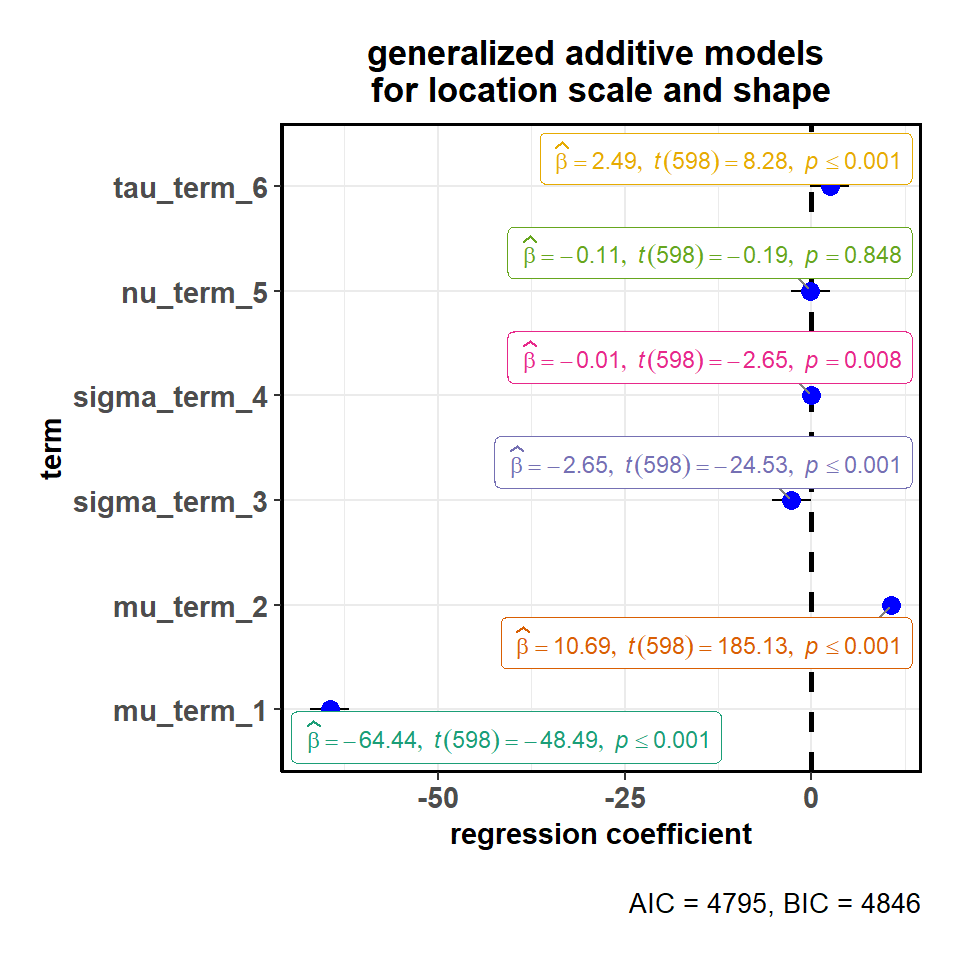 generalized additive models
for location scale and shape
term
tau_term_6
β̂ = 2.49, t(598) = 8.28, p ≤ 0.001
nu_term_5
β̂ = −0.11, t(598) = −0.19, p = 0.848
sigma_term_4
β̂ = −0.01, t(598) = −2.65, p = 0.008
sigma_term_3
β̂ = −2.65, t(598) = −24.53, p ≤ 0.001
mu_term_2
β̂ = 10.69, t(598) = 185.13, p ≤ 0.001
mu_term_1
β̂ = −64.44, t(598) = −48.49, p ≤ 0.001
-50 -25 0
regression coefficient
AIC = 4795, BIC = 4846